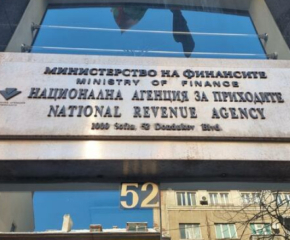 МИНИСТЕРСТВО НА ФИНАНСИТЕ
MINISTRY OF FINANCE
НАЦИОНАЛНА АГЕНЦИЯ ЗА ПРИХОДИТЕ
NATIONAL REVENUE AGENCY
1000 Sofia, 52 Dondukov Blvd.
52